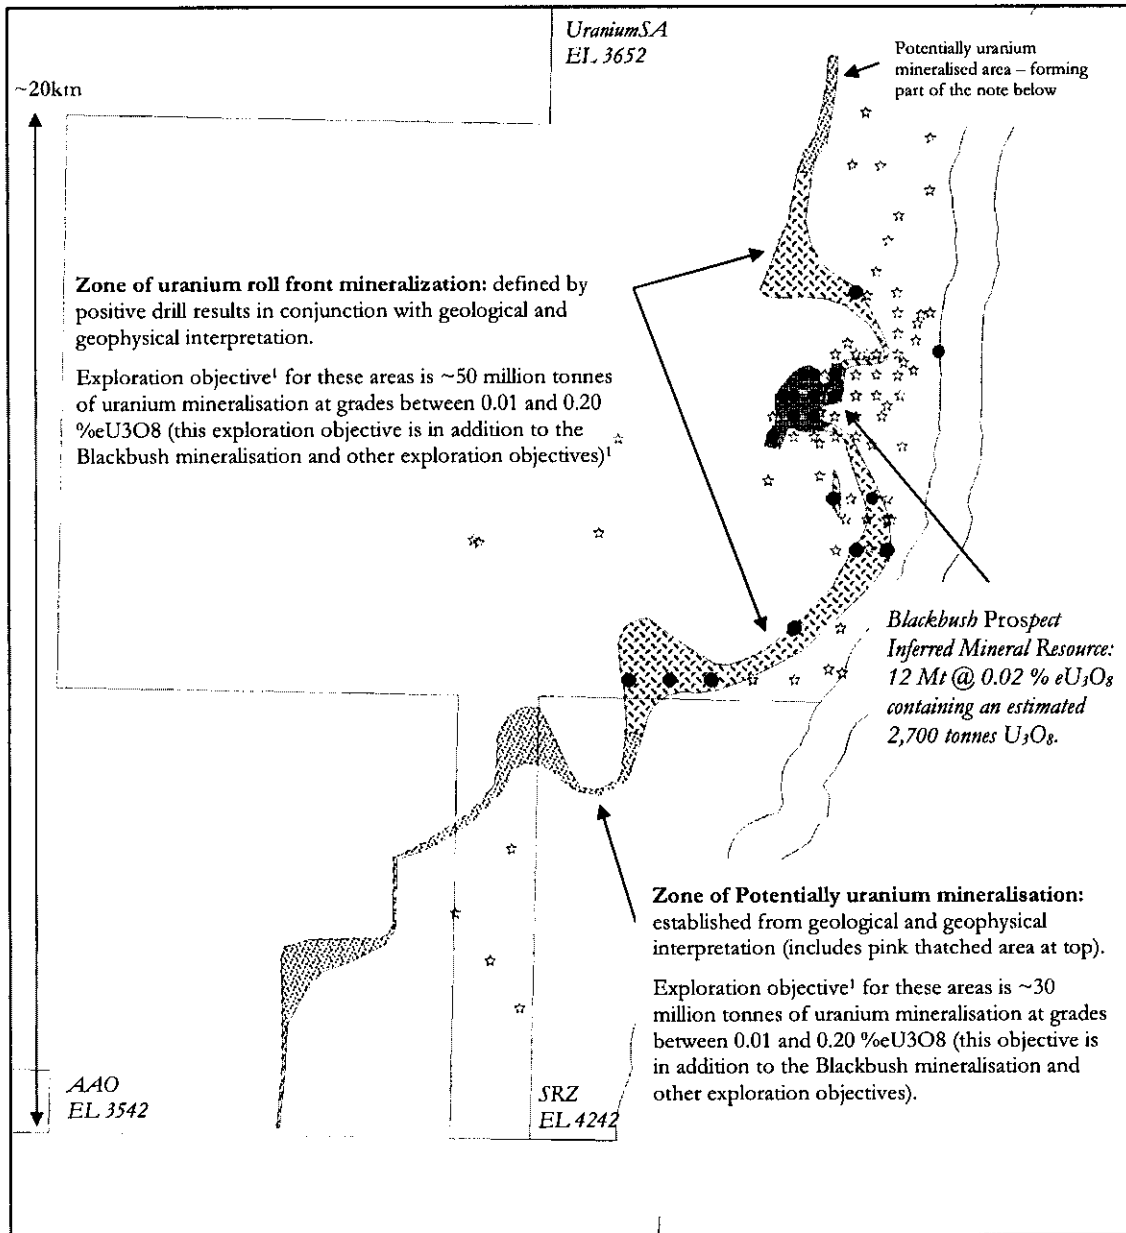 UraniumSA
EL 3652
Potentially uranium
mineralised area – forming
part of the note below
~20km
Zone of uranium roll front mineralization: defined by
positive drill results in conjunction with geological and
geophysical interpretation.
Exploration objective¹ for these areas is ~50 million tonnes
of uranium mineralisation at grades between 0.01 and 0.20
%eU3O8 (this exploration objective is in addition to the
Blackbush mineralisation and other exploration objectives)¹
Blackbush Prospect
Inferred Mineral Resource:
12 Mt @ 0.02 % eU₃O₈
containing an estimated
2,700 tonnes U₃O₈.
Zone of Potentially uranium mineralisation:
established from geological and geophysical
interpretation (includes pink thatched area at top).
Exploration objective¹ for these areas is ~30
million tonnes of uranium mineralisation at grades
between 0.01 and 0.20 %eU3O8 (this objective is
in addition to the Blackbush mineralisation and
other exploration objectives).
AAO
EL 3542
SRZ
EL 4242